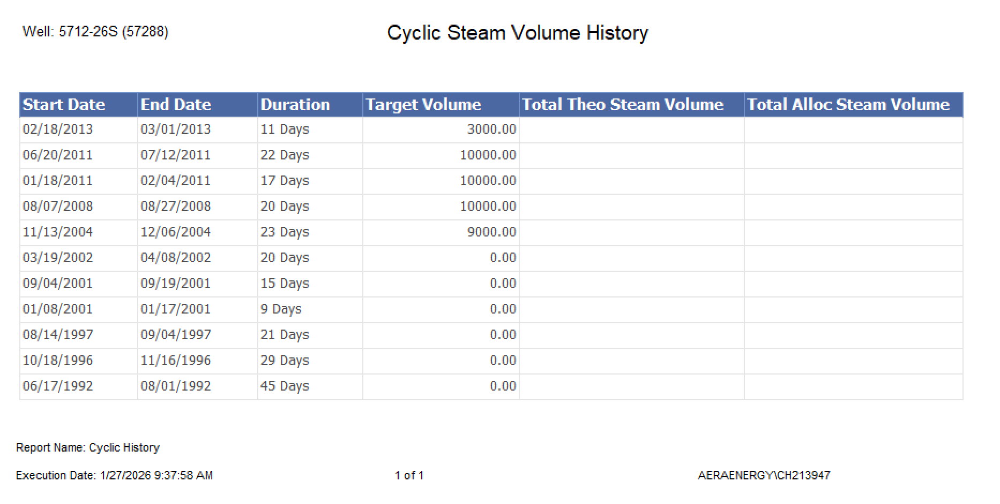 Well: 5712-26S (57288)
Cyclic Steam Volume History
Start Date End Date Duration Target Volume Total Theo Steam Volume Total Alloc Steam Volume
02/18/2013 03/01/2013 11 Days 3000.00
06/20/2011 07/12/2011 22 Days 10000.00
01/18/2011 02/04/2011 17 Days 10000.00
08/07/2008 08/27/2008 20 Days 10000.00
11/13/2004 12/06/2004 23 Days 9000.00
03/19/2002 04/08/2002 20 Days 0.00
09/04/2001 09/19/2001 15 Days 0.00
01/08/2001 01/17/2001 9 Days 0.00
08/14/1997 09/04/1997 21 Days 0.00
10/18/1996 11/16/1996 29 Days 0.00
06/17/1992 08/01/1992 45 Days 0.00
Report Name: Cyclic History
Execution Date: 1/27/2026 9:37:58 AM 1 of 1 AERAENERGY\CH213947